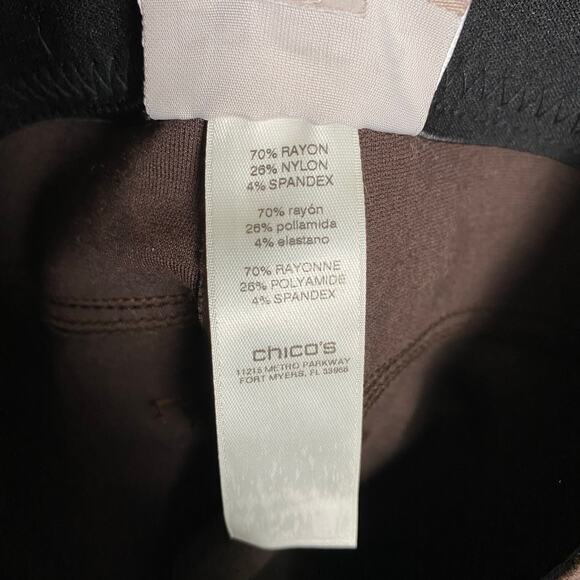 70% RAYON
26% NYLON
4% SPANDEX
70% rayón
26% poliamida
4% elastano
70% RAYONNE
26% POLYAMIDE
4% SPANDEX
chico's
11215 METRO PARKWAY
FORT MYERS, FL 33966